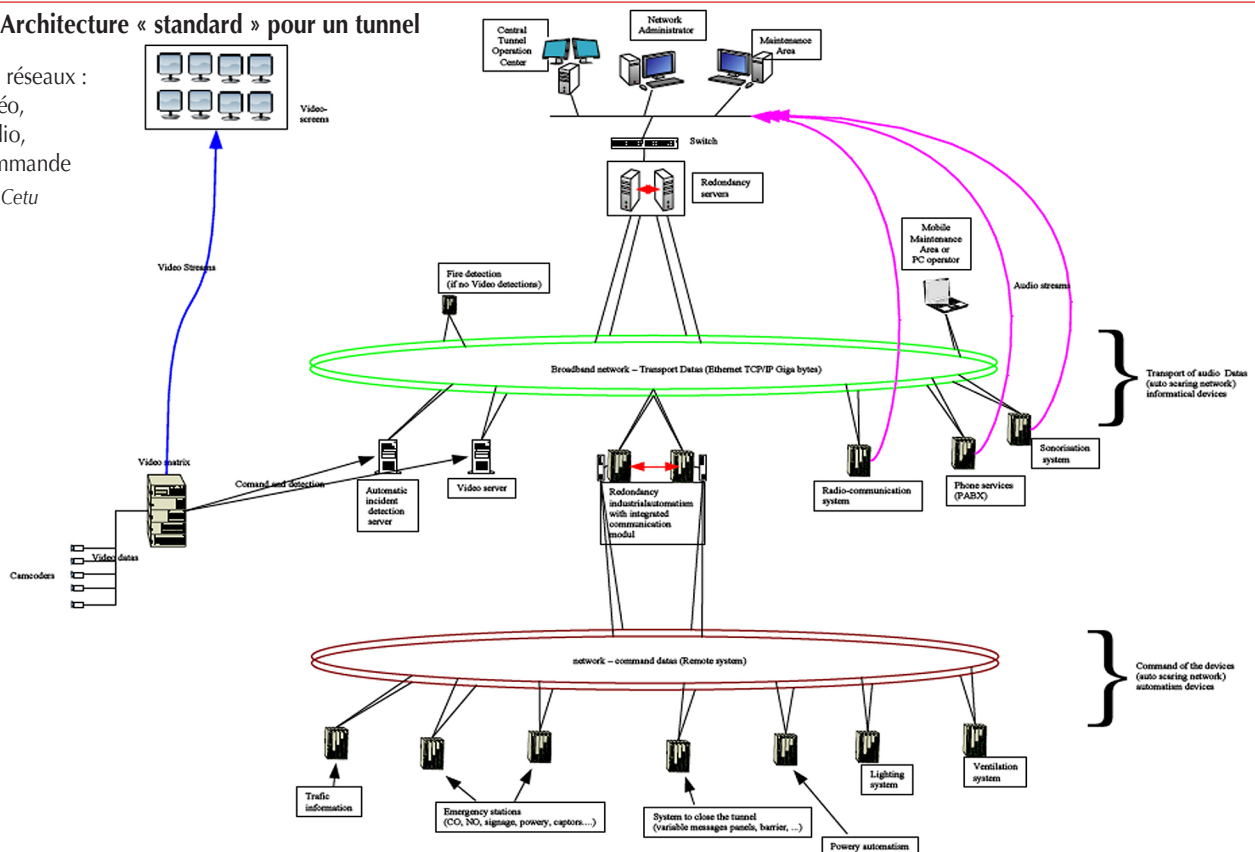 Architecture « standard » pour un tunnel
réseaux :
éo,
dio,
mmande
Cetu
Video-
screens
Video Streams
Central
Tunnel
Operation
Center
Network
Administrator
Maintenance
Area
Switch
Redondancy
servers
Mobile
Maintenance
Area or
PC operator
Audio streams
Fire detection
(if no Video detections)
Broadband network – Transport Datas (Ethernet TCP/IP Giga bytes)
Transport of audio Datas
(auto scaring network)
informatical devices
Video matrix
Comand and detection
Automatic
incident
detection
server
Video server
Redondancy
industrialautomatism
with integrated
communication
modul
Radio-communication
system
Phone services
(PABX)
Sonorisation
system
Camcoders
Video datas
network – command datas (Remote system)
Command of the devices
(auto scaring network)
automatism devices
Trafic
information
Emergency stations
(CO, NO, signage, powery, captors....)
System to close the tunnel
(variable messages panels, barrier, ...)
Powery automatism
Lighting
system
Ventilation
system